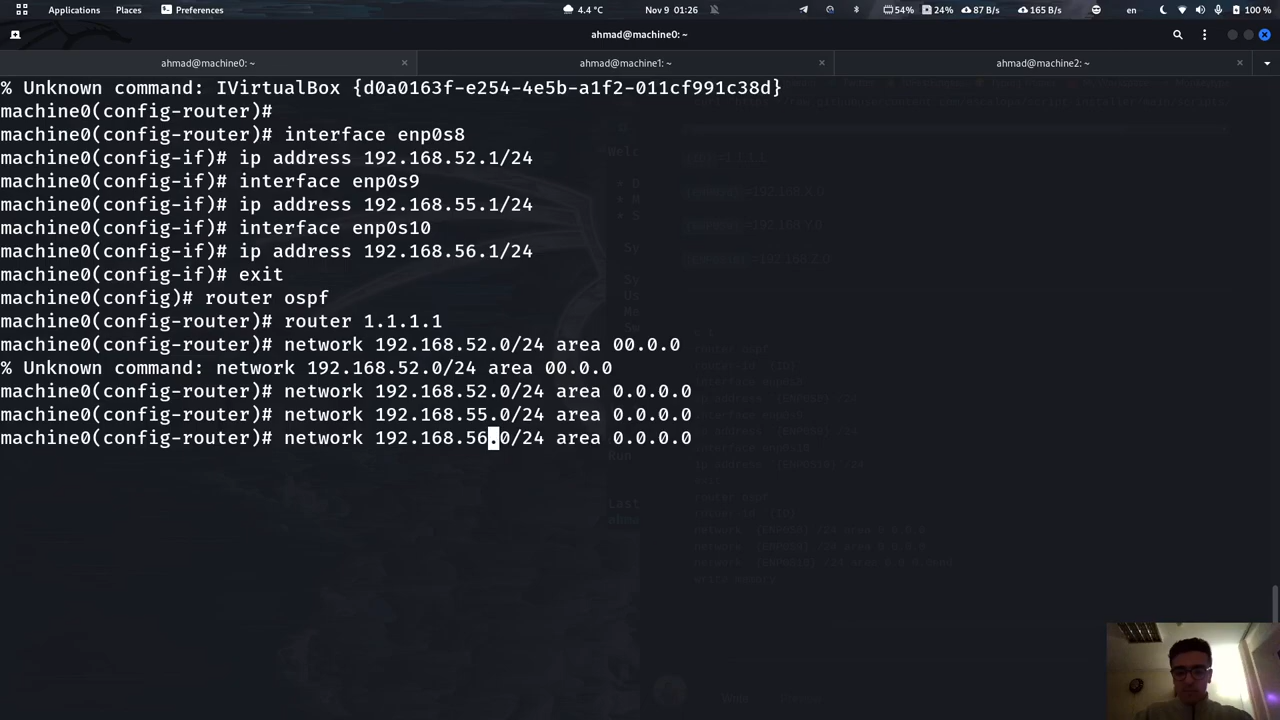 Applications Places Preferences 4.4 °C Nov 9 01:26 54% 24% 87 B/s 165 B/s en 100 %
ahmad@machine0: ~
ahmad@machine0: ~ × ahmad@machine1: ~ × ahmad@machine2: ~ ×
% Unknown command: IVirtualBox {d0a0163f-e254-4e5b-a1f2-011cf991c38d}
machine0(config-router)#
machine0(config-router)# interface enp0s8
machine0(config-if)# ip address 192.168.52.1/24
machine0(config-if)# interface enp0s9
machine0(config-if)# ip address 192.168.55.1/24
machine0(config-if)# interface enp0s10
machine0(config-if)# ip address 192.168.56.1/24
machine0(config-if)# exit
machine0(config)# router ospf
machine0(config-router)# router 1.1.1.1
machine0(config-router)# network 192.168.52.0/24 area 00.0.0
% Unknown command: network 192.168.52.0/24 area 00.0.0
machine0(config-router)# network 192.168.52.0/24 area 0.0.0.0
machine0(config-router)# network 192.168.55.0/24 area 0.0.0.0
machine0(config-router)# network 192.168.56.0/24 area 0.0.0.0